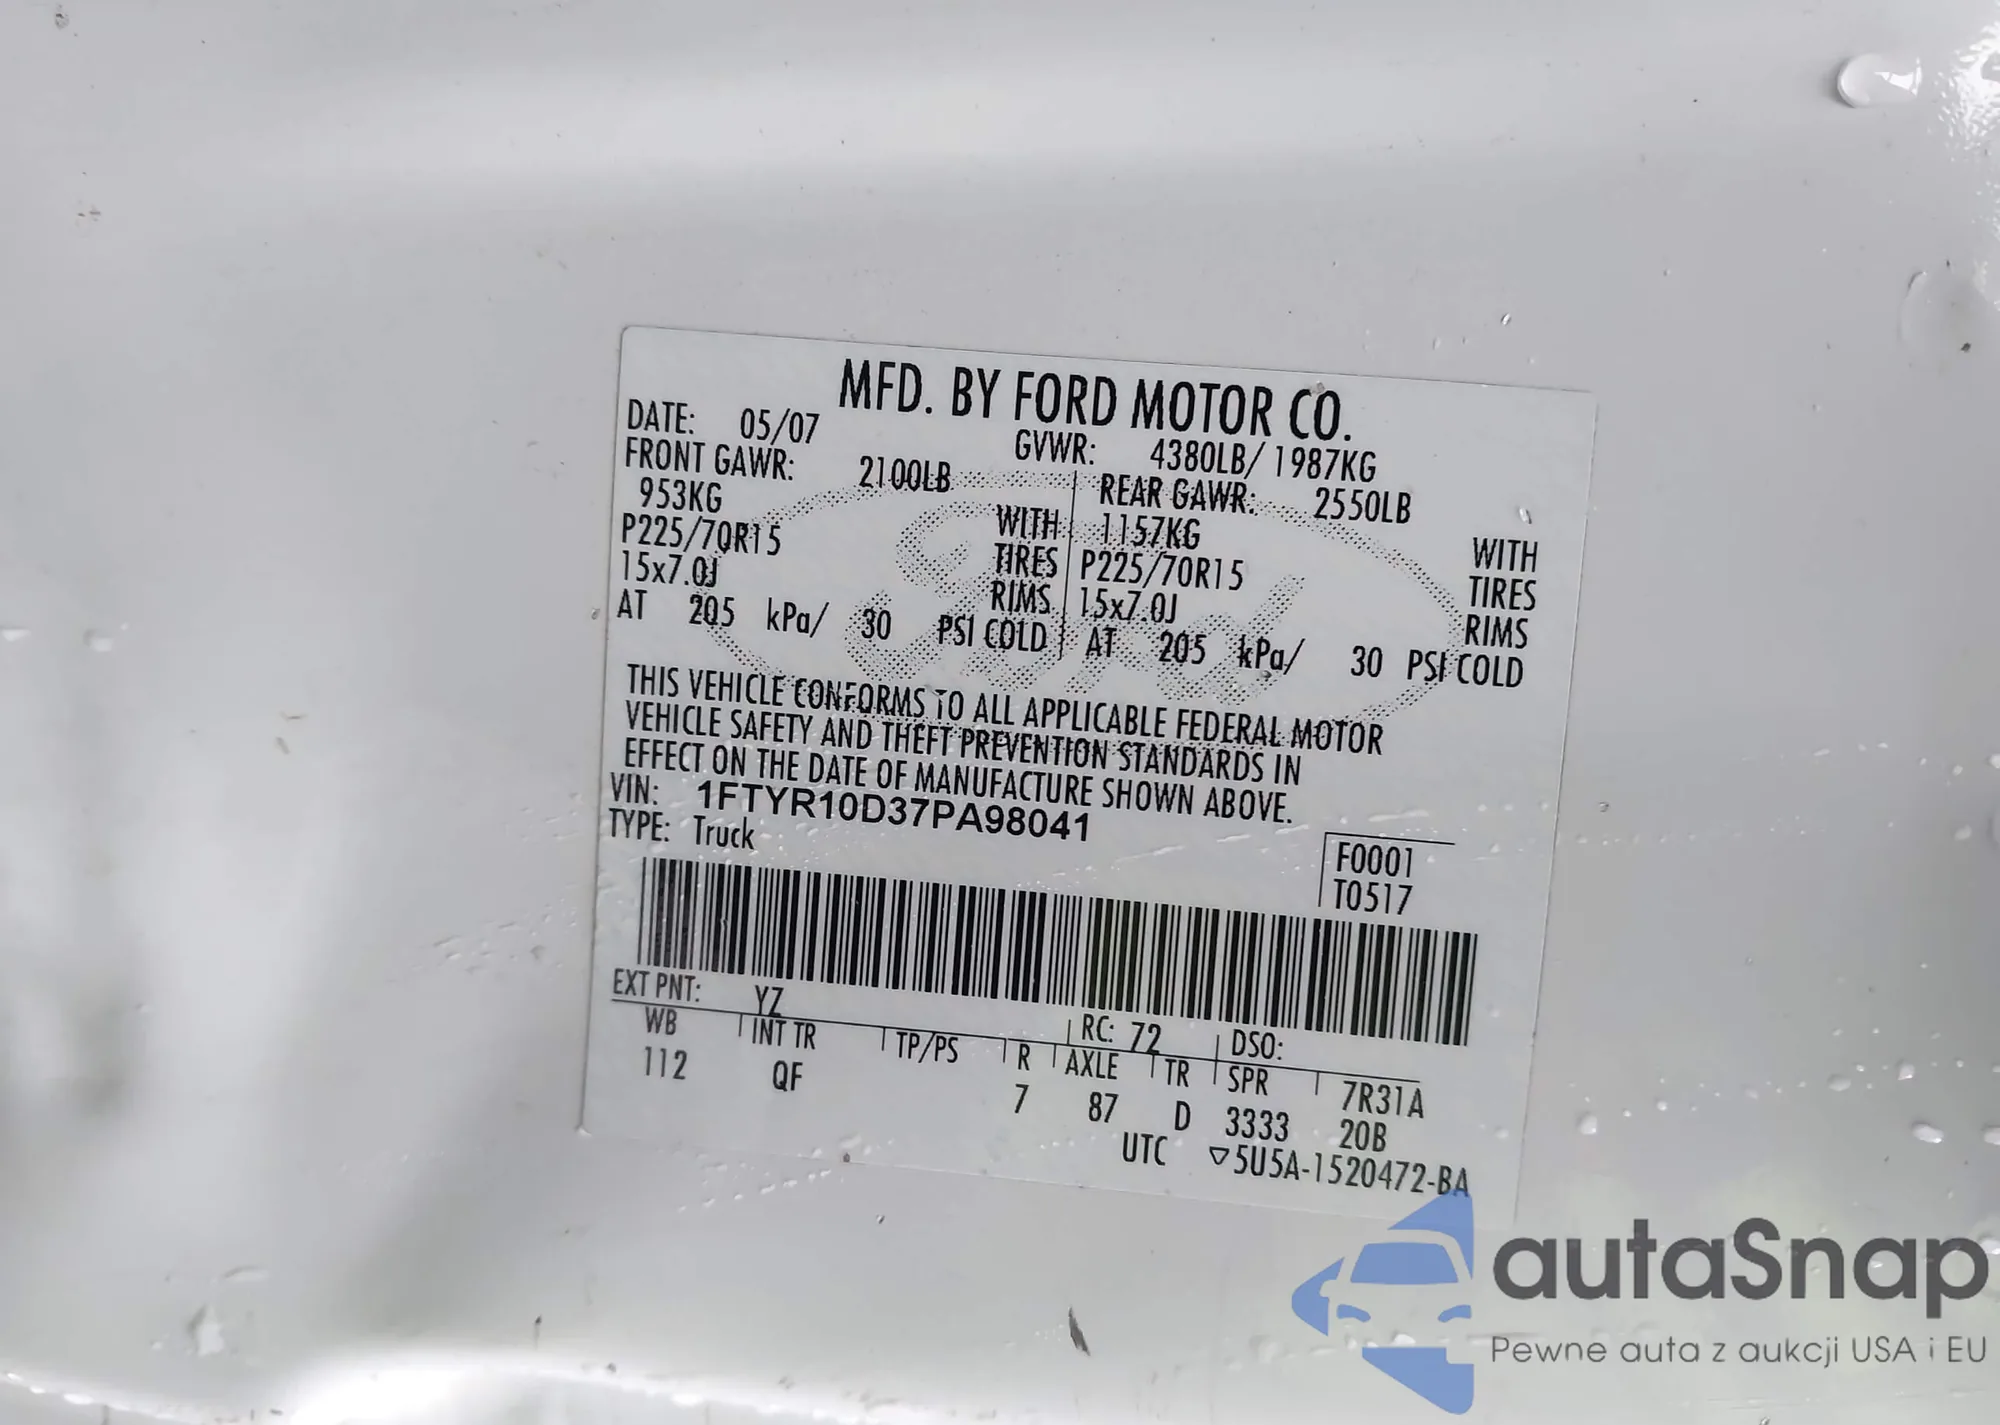 MFD. BY FORD MOTOR CO.
DATE: 05/07 GVWR: 4380LB/ 1987KG
FRONT GAWR: 2100LB REAR GAWR: 2550LB
953KG WITH 1157KG WITH
P225/70R15 TIRES P225/70R15 TIRES
15x7.0J RIMS 15x7.0J RIMS
AT 205 kPa/ 30 PSI COLD AT 205 kPa/ 30 PSI COLD
Ford
THIS VEHICLE CONFORMS TO ALL APPLICABLE FEDERAL MOTOR
VEHICLE SAFETY AND THEFT PREVENTION STANDARDS IN
EFFECT ON THE DATE OF MANUFACTURE SHOWN ABOVE.
VIN: 1FTYR10D37PA98041
TYPE: Truck
F0001
T0517
EXT PNT: YZ RC: 72 DSO:
WB INT TR TP/PS R AXLE TR SPR 7R31A
112 QF 7 87 D 3333 20B
UTC ▽5U5A-1520472-BA
autaSnap
Pewne auta z aukcji USA i EU